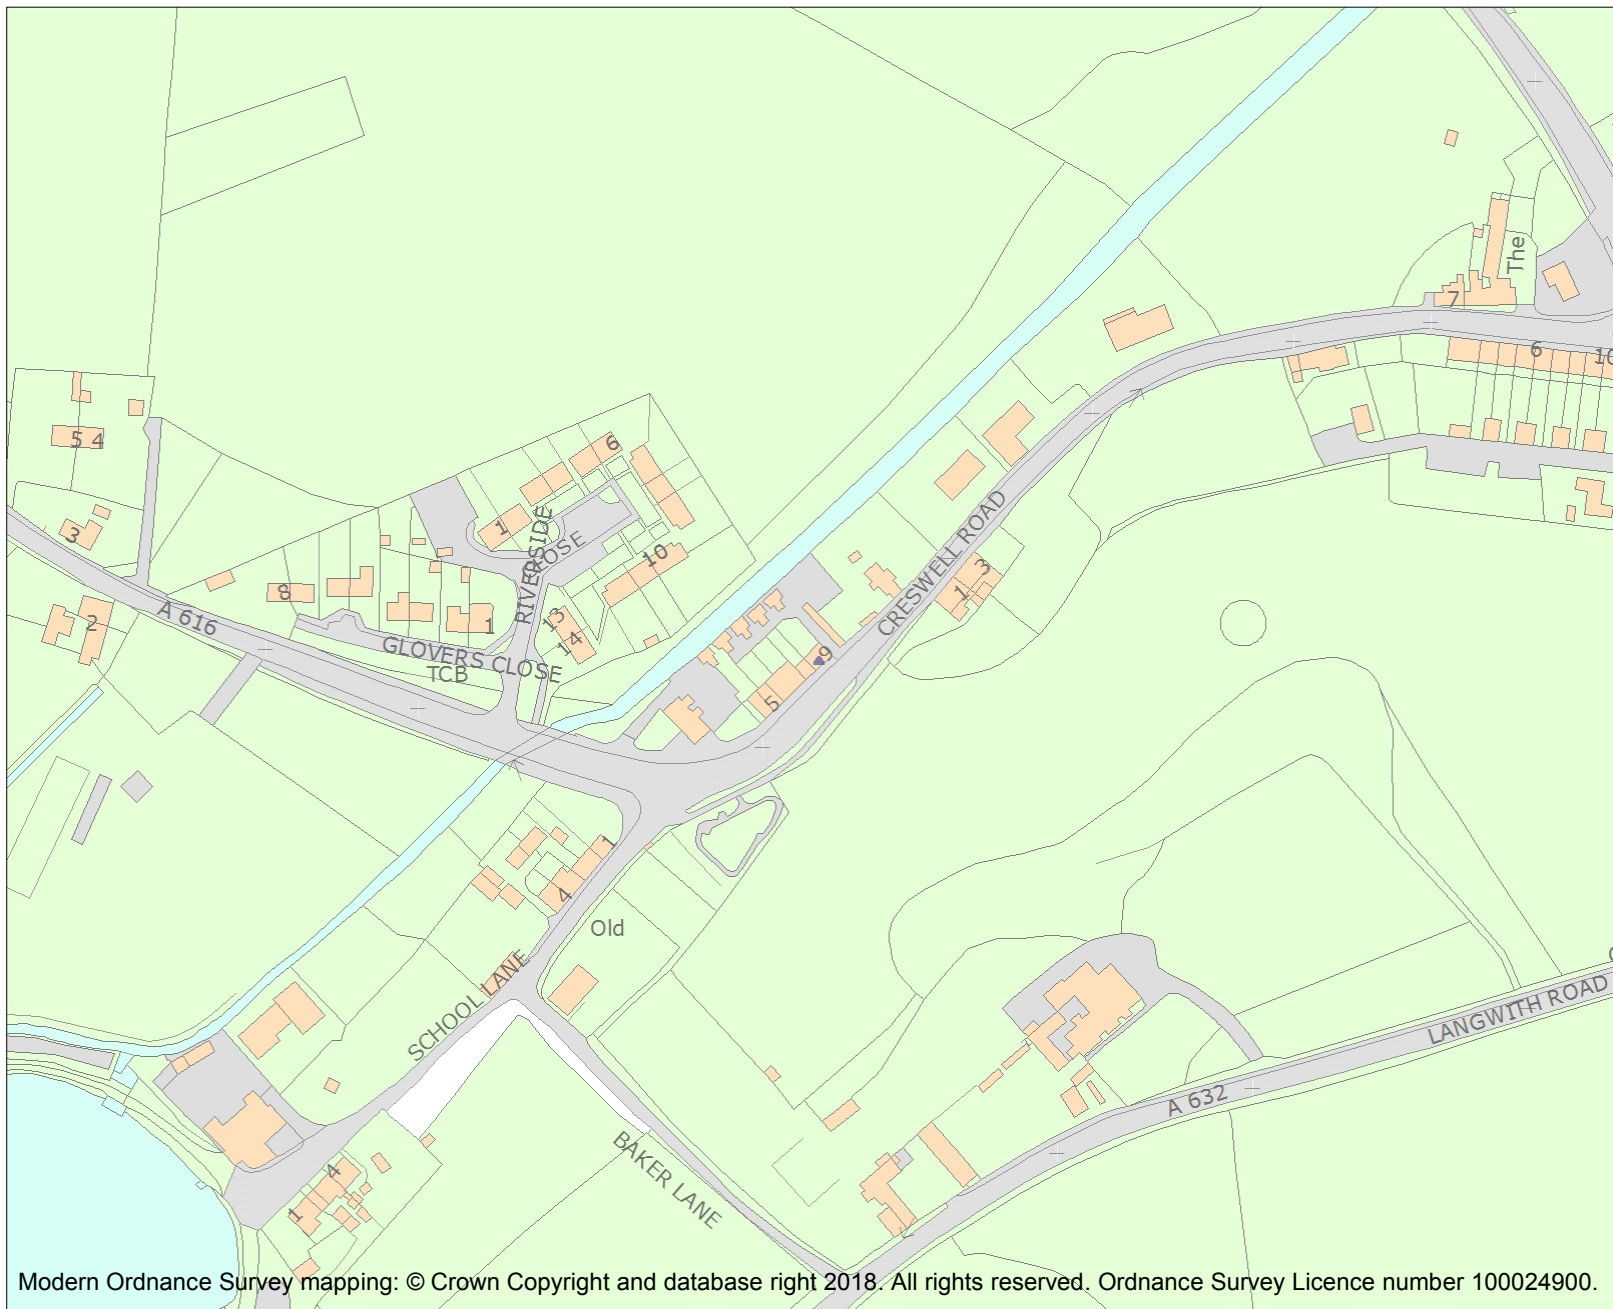 The
7
6
10
5 4
6
3
1
10
RIVERSIDE
CLOSE
8
2
A 616
1
13
14
GLOVERS CLOSE
TCB
CRESWELL ROAD
3
1
9
5
1
4
Old
SCHOOL LANE
LANGWITH ROAD
A 632
BAKER LANE
4
1
Modern Ordnance Survey mapping: © Crown Copyright and database right 2018. All rights reserved. Ordnance Survey Licence number 100024900.